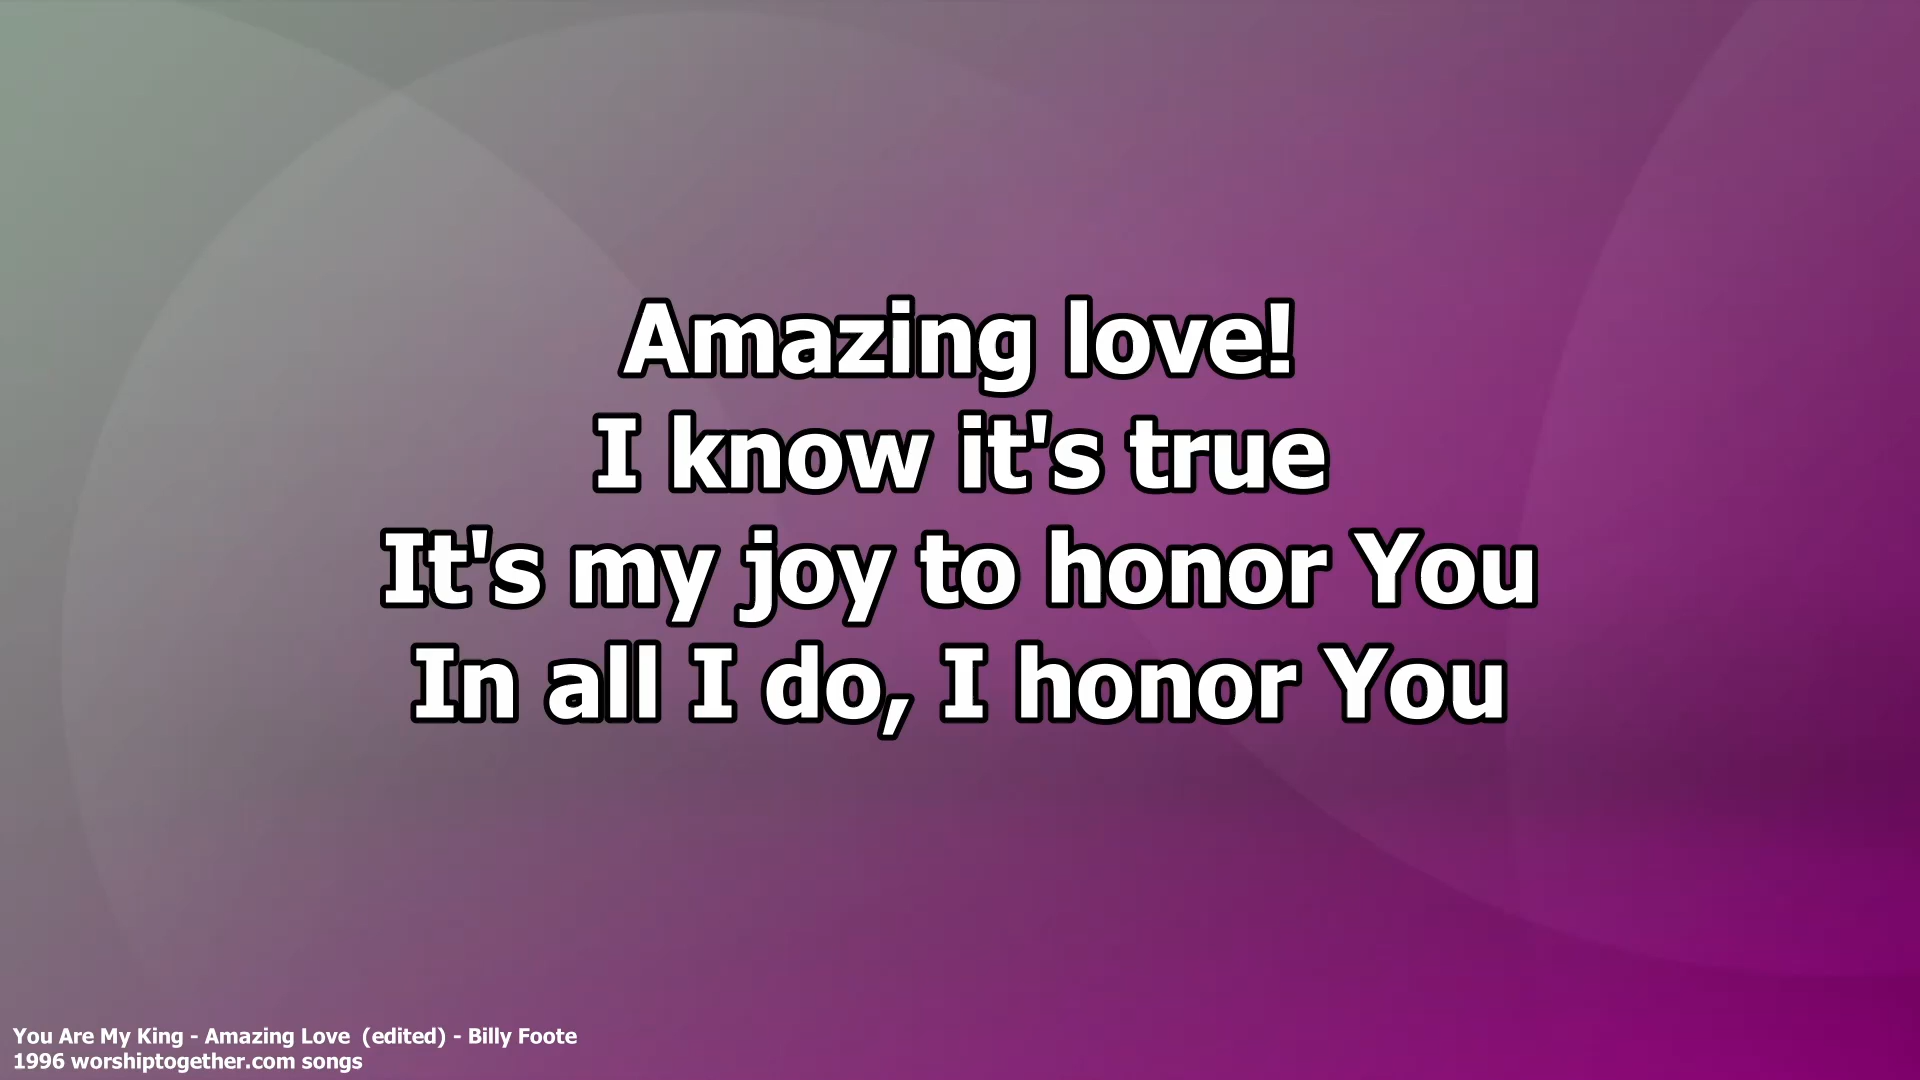 Amazing love!
I know it's true
It's my joy to honor You
In all I do, I honor You
You Are My King - Amazing Love  (edited) - Billy Foote
1996 worshiptogether.com songs